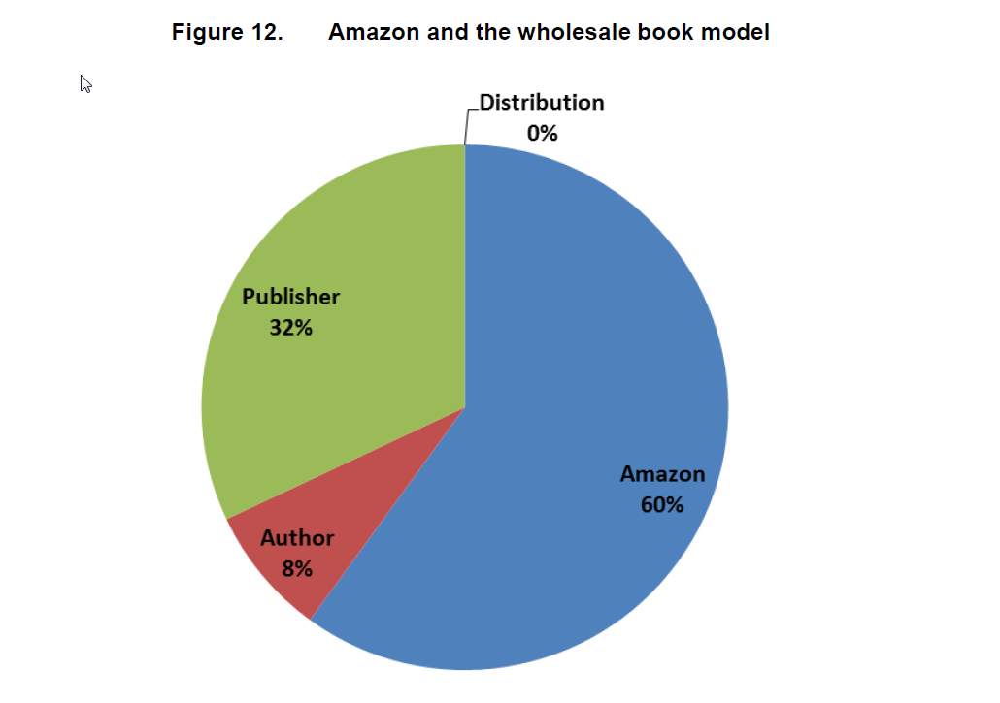 Figure 12. Amazon and the wholesale book model
Distribution
0%
Publisher
32%
Amazon
60%
Author
8%